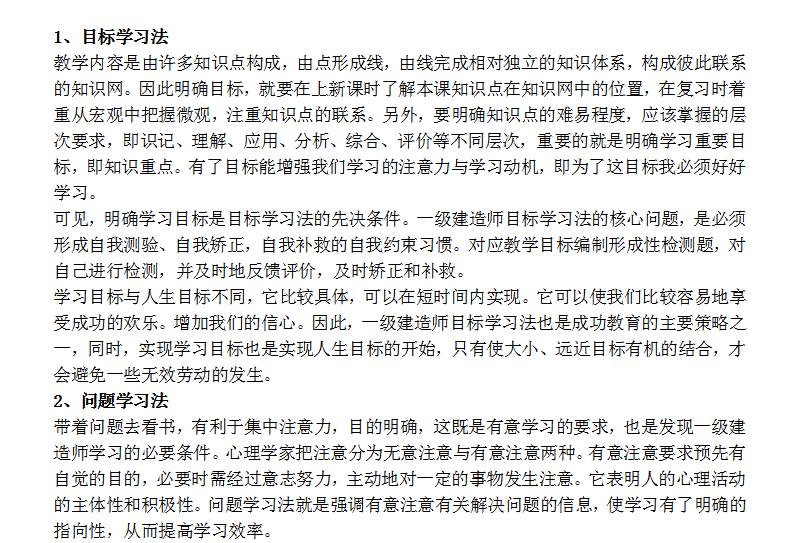 1、目标学习法
教学内容是由许多知识点构成，由点形成线，由线完成相对独立的知识体系，构成彼此联系
的知识网。因此明确目标，就要在上新课时了解本课知识点在知识网中的位置，在复习时着
重从宏观中把握微观，注重知识点的联系。另外，要明确知识点的难易程度，应该掌握的层
次要求，即识记、理解、应用、分析、综合、评价等不同层次，重要的就是明确学习重要目
标，即知识重点。有了目标能增强我们学习的注意力与学习动机，即为了这目标我必须好好
学习。
可见，明确学习目标是目标学习法的先决条件。一级建造师目标学习法的核心问题，是必须
形成自我测验、自我矫正，自我补救的自我约束习惯。对应教学目标编制形成性检测题，对
自己进行检测，并及时地反馈评价，及时矫正和补救。
学习目标与人生目标不同，它比较具体，可以在短时间内实现。它可以使我们比较容易地享
受成功的欢乐。增加我们的信心。因此，一级建造师目标学习法也是成功教育的主要策略之
一，同时，实现学习目标也是实现人生目标的开始，只有使大小、远近目标有机的结合，才
会避免一些无效劳动的发生。
2、问题学习法
带着问题去看书，有利于集中注意力，目的明确，这既是有意学习的要求，也是发现一级建
造师学习的必要条件。心理学家把注意分为无意注意与有意注意两种。有意注意要求预先有
自觉的目的，必要时需经过意志努力，主动地对一定的事物发生注意。它表明人的心理活动
的主体性和积极性。问题学习法就是强调有意注意有关解决问题的信息，使学习有了明确的
指向性，从而提高学习效率。